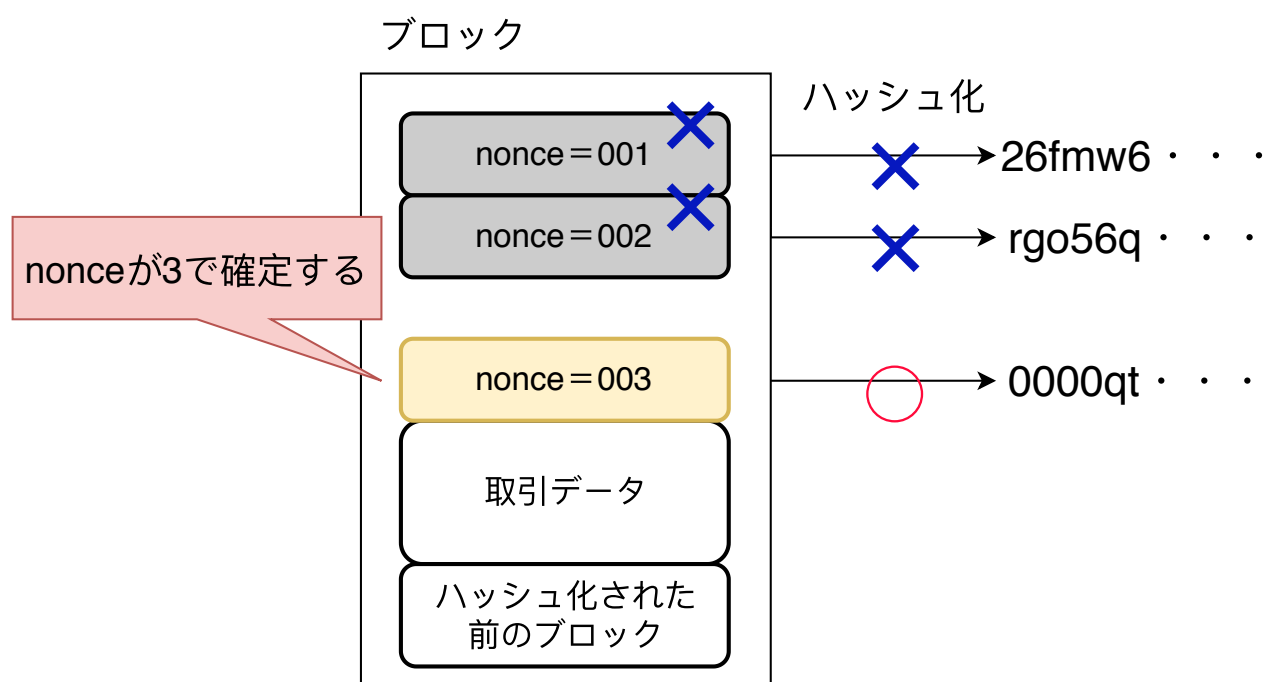 ブロック
ハッシュ化
nonce＝001
26fmw6・・・
nonce＝002
rgo56q・・・
nonceが3で確定する
nonce＝003
0000qt・・・
取引データ
ハッシュ化された
前のブロック